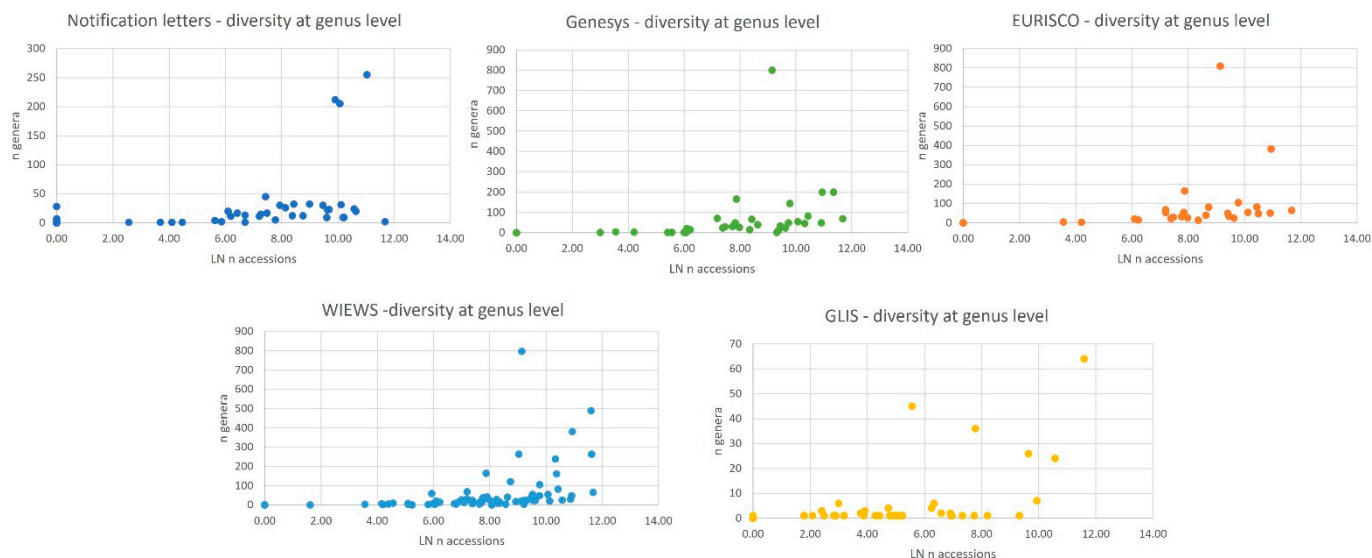 Notification letters - diversity at genus level
300
250
200
150
100
50
0
n genera
0.00 2.00 4.00 6.00 8.00 10.00 12.00 14.00
LN n accessions
Genesys - diversity at genus level
900
800
700
600
500
400
300
200
100
0
n genera
0.00 2.00 4.00 6.00 8.00 10.00 12.00 14.00
LN n accessions
EURISCO - diversity at genus level
900
800
700
600
500
400
300
200
100
0
n genera
0.00 2.00 4.00 6.00 8.00 10.00 12.00 14.00
LN n accessions
WIEWS -diversity at genus level
900
800
700
600
500
400
300
200
100
0
n genera
0.00 2.00 4.00 6.00 8.00 10.00 12.00 14.00
LN n accessions
GLIS - diversity at genus level
70
60
50
40
30
20
10
0
n genera
0.00 2.00 4.00 6.00 8.00 10.00 12.00 14.00
LN n accessions